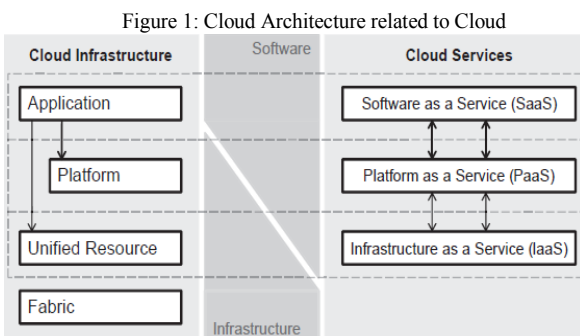 Figure 1: Cloud Architecture related to Cloud
Cloud Infrastructure
Software
Cloud Services
Application
Software as a Service (SaaS)
Platform
Platform as a Service (PaaS)
Unified Resource
Infrastructure as a Service (IaaS)
Fabric
Infrastructure